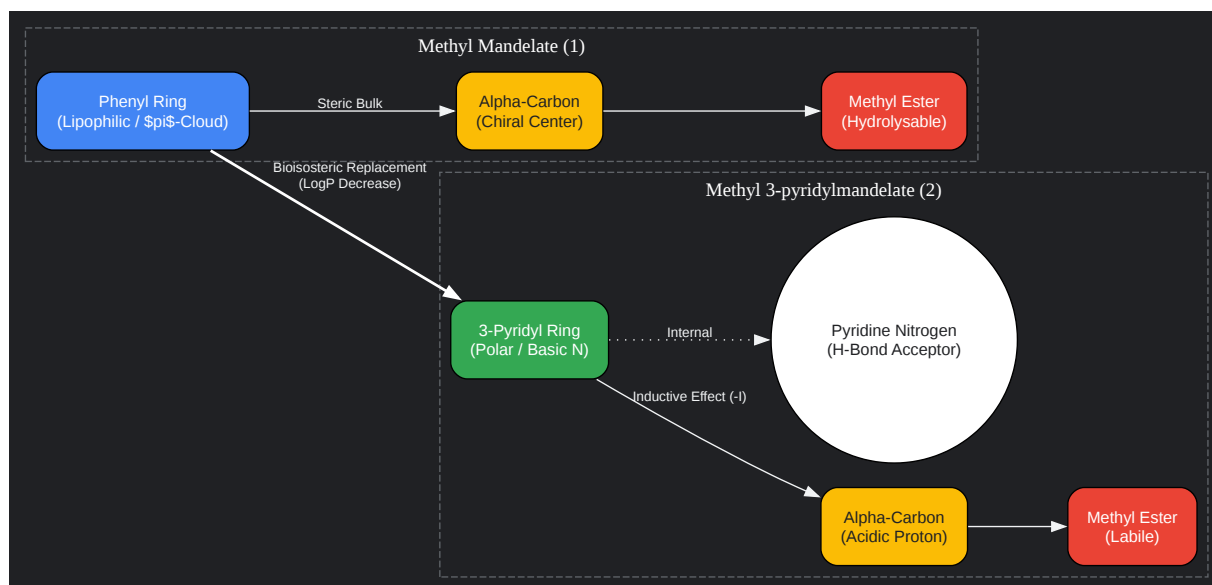 Methyl Mandelate (1)
Phenyl Ring
(Lipophilic / $pi$-Cloud)
Steric Bulk
Alpha-Carbon
(Chiral Center)
Methyl Ester
(Hydrolysable)
Bioisosteric Replacement
(LogP Decrease)
Methyl 3-pyridylmandelate (2)
3-Pyridyl Ring
(Polar / Basic N)
Internal
Pyridine Nitrogen
(H-Bond Acceptor)
Inductive Effect (-I)
Alpha-Carbon
(Acidic Proton)
Methyl Ester
(Labile)